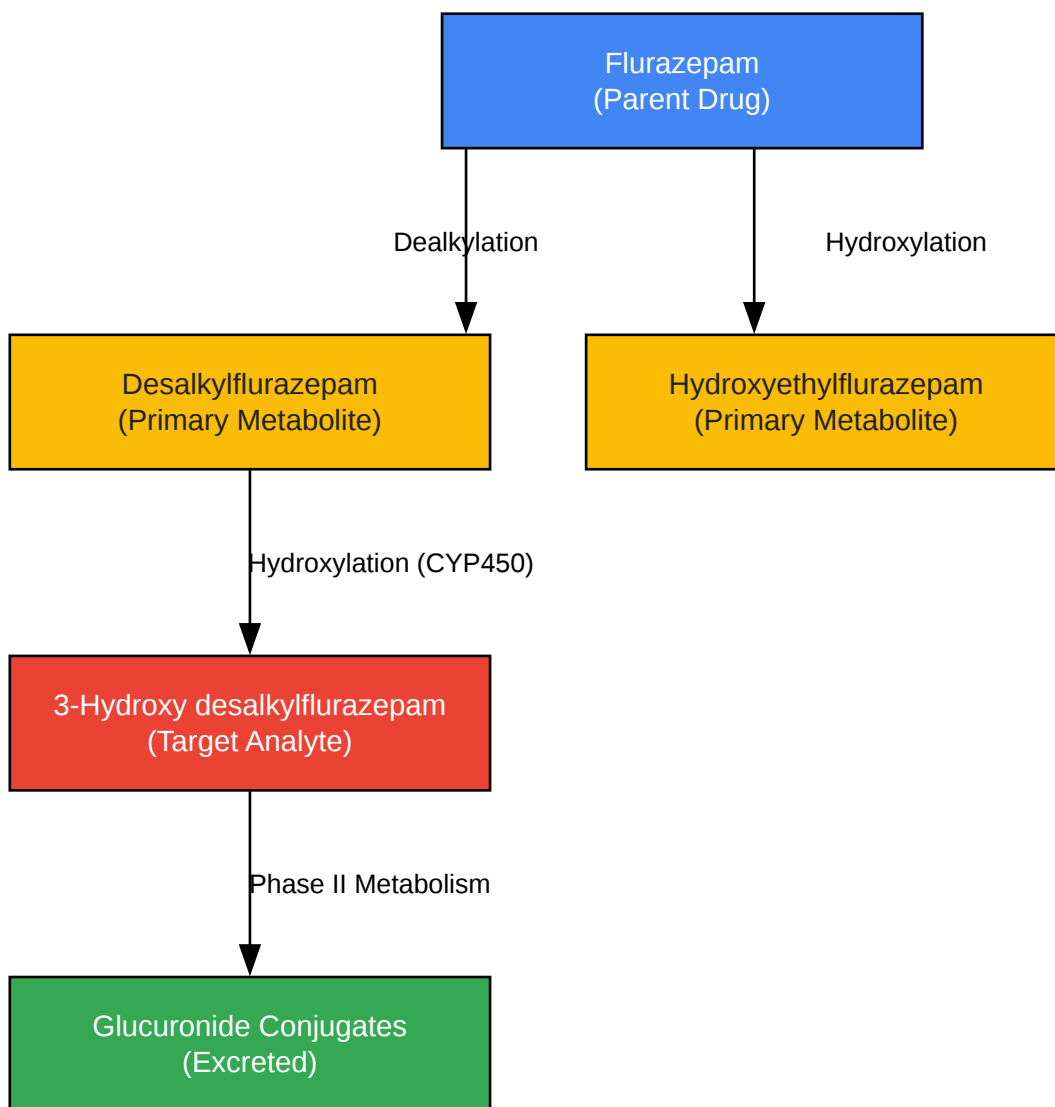 Flurazepam
(Parent Drug)
Dealkylation
Hydroxylation
Desalkylflurazepam
(Primary Metabolite)
Hydroxyethylflurazepam
(Primary Metabolite)
Hydroxylation (CYP450)
3-Hydroxy desalkylflurazepam
(Target Analyte)
Phase II Metabolism
Glucuronide Conjugates
(Excreted)